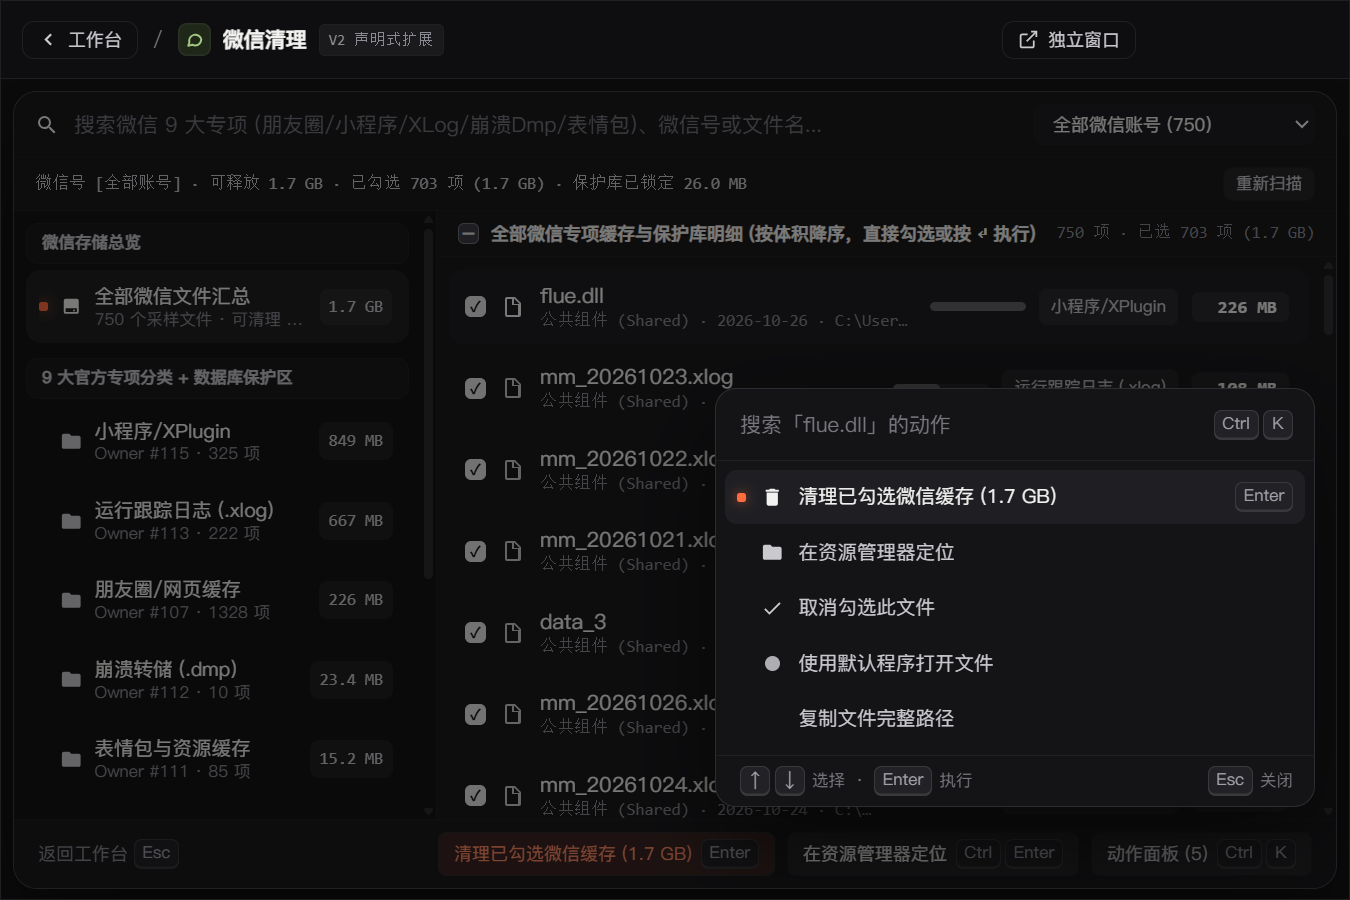 工作台 / 微信清理 V2 声明式扩展 独立窗口
搜索微信 9 大专项 (朋友圈/小程序/XLog/崩溃Dmp/表情包)、微信号或文件名... 全部微信账号 (750)
微信号 [全部账号] · 可释放 1.7 GB · 已勾选 703 项 (1.7 GB) · 保护库已锁定 26.0 MB 重新扫描
微信存储总览
全部微信文件汇总
750 个采样文件 · 可清理 ...
1.7 GB
9 大官方专项分类 + 数据库保护区
小程序/XPlugin
Owner #115 · 325 项
849 MB
运行跟踪日志 (.xlog)
Owner #113 · 222 项
667 MB
朋友圈/网页缓存
Owner #107 · 1328 项
226 MB
崩溃转储 (.dmp)
Owner #112 · 10 项
23.4 MB
表情包与资源缓存
Owner #111 · 85 项
15.2 MB
全部微信专项缓存与保护库明细 (按体积降序，直接勾选或按 ⏎ 执行) 750 项 · 已选 703 项 (1.7 GB)
flue.dll
公共组件 (Shared) · 2026-10-26 · C:\User…
小程序/XPlugin 226 MB
mm_20261023.xlog
公共组件 (Shared) ·
运行跟踪日志 (.xlog) 108 MB
mm_20261022.xlo
公共组件 (Shared) ·
mm_20261021.xlo
公共组件 (Shared) ·
data_3
公共组件 (Shared) ·
mm_20261026.xlo
公共组件 (Shared) ·
mm_20261024.xlo
公共组件 (Shared) · 2026-10-24 · C:\…
搜索「flue.dll」的动作 Ctrl K
清理已勾选微信缓存 (1.7 GB) Enter
在资源管理器定位
取消勾选此文件
使用默认程序打开文件
复制文件完整路径
↑ ↓ 选择 · Enter 执行 Esc 关闭
返回工作台 Esc 清理已勾选微信缓存 (1.7 GB) Enter 在资源管理器定位 Ctrl Enter 动作面板 (5) Ctrl K